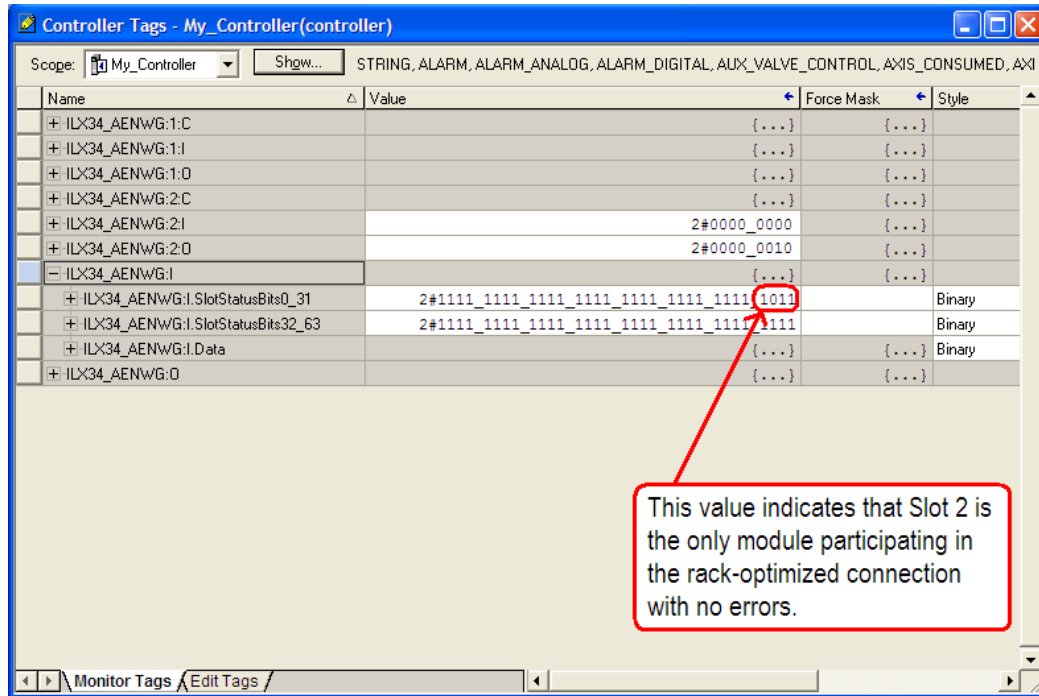 Controller Tags - My_Controller(controller)
Scope: My_Controller Show... STRING, ALARM, ALARM_ANALOG, ALARM_DIGITAL, AUX_VALVE_CONTROL, AXIS_CONSUMED, AXI
Name Value Force Mask Style
ILX34_AENWG:1:C {...} {...}
ILX34_AENWG:1:I {...} {...}
ILX34_AENWG:1:O {...} {...}
ILX34_AENWG:2:C {...} {...}
ILX34_AENWG:2:I 2#0000_0000 {...}
ILX34_AENWG:2:O 2#0000_0010 {...}
ILX34_AENWG:I {...} {...}
ILX34_AENWG:I.SlotStatusBits0_31 2#1111_1111_1111_1111_1111_1111_1111_1011 Binary
ILX34_AENWG:I.SlotStatusBits32_63 2#1111_1111_1111_1111_1111_1111_1111_1111 Binary
ILX34_AENWG:I.Data {...} {...} Binary
ILX34_AENWG:O {...} {...}
This value indicates that Slot 2 is
the only module participating in
the rack-optimized connection
with no errors.
Monitor Tags Edit Tags